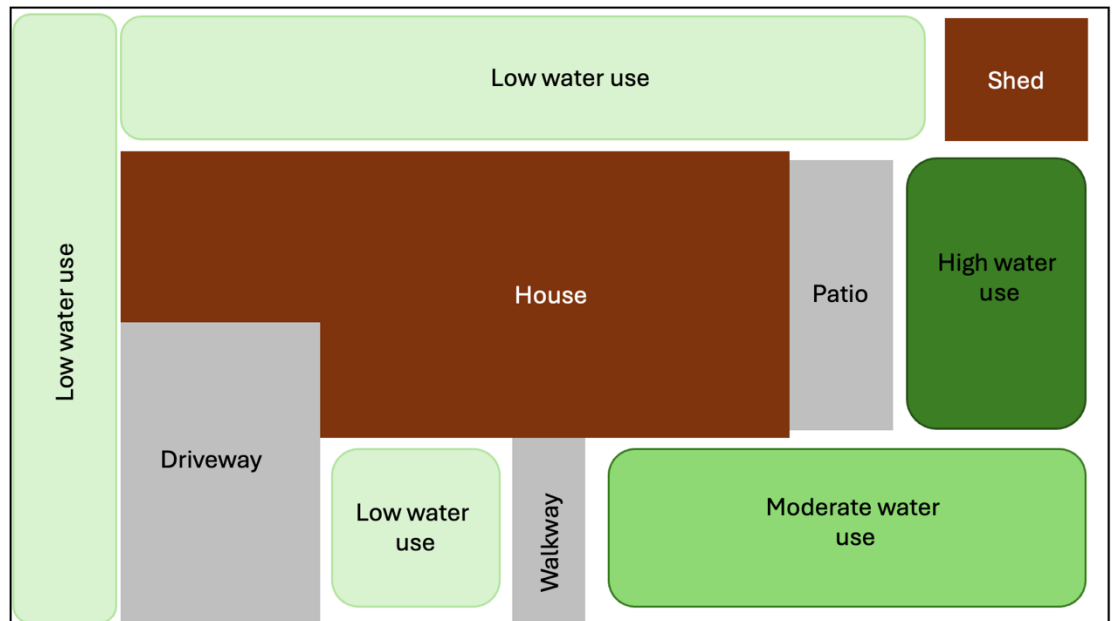 Low water use
Shed
Low water use
House
Patio
High water
use
Driveway
Low water
use
Walkway
Moderate water
use